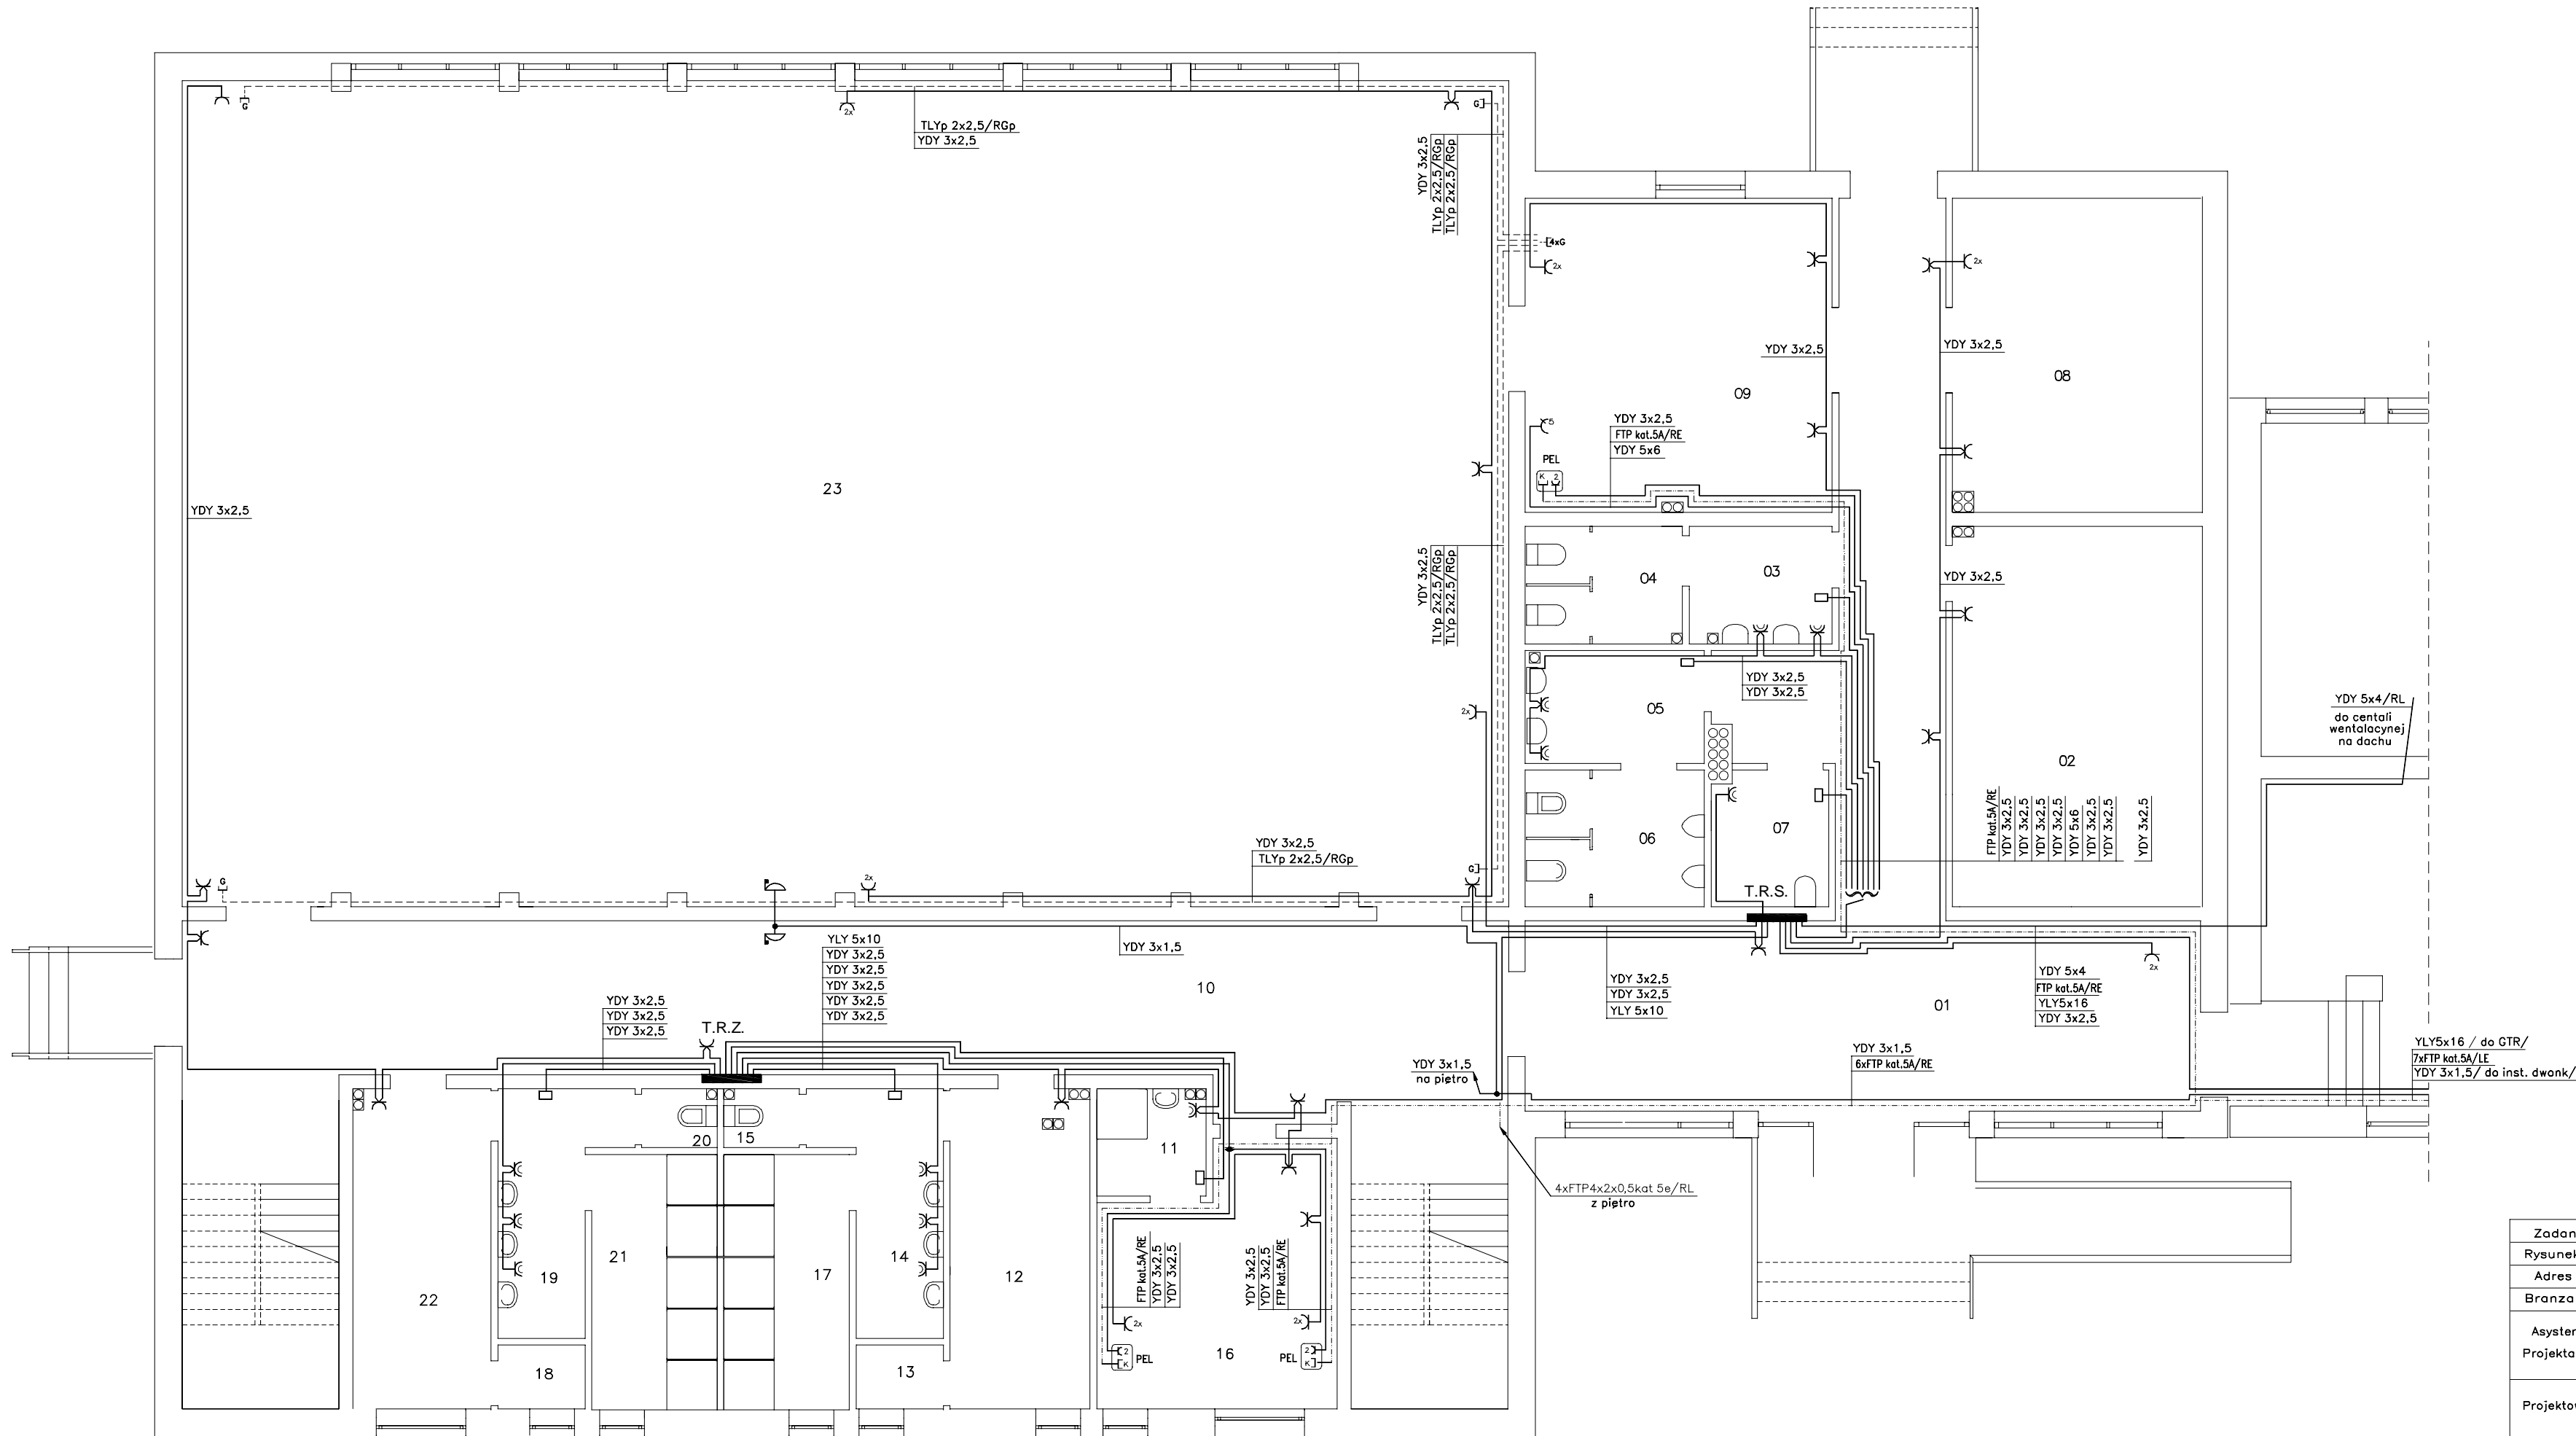 G
2x
G
TLYp 2x2,5/RGp
YDY 3x2,5
YDY 3x2,5
TLYp 2x2,5/RGp
TLYp 2x2,5/RGp
4xG
2x
2x
YDY 3x2,5
YDY 3x2,5
08
09
5
YDY 3x2,5
FTP kat.5A/RE
YDY 5x6
PEL
K 2
23
YDY 3x2,5
YDY 3x2,5
TLYp 2x2,5/RGp
TLYp 2x2,5/RGp
04
03
YDY 3x2,5
YDY 3x2,5
YDY 3x2,5
05
2x
YDY 5x4/RL
do centali
wentalacynej
na dachu
02
FTP kat.5A/RE
YDY 3x2,5
YDY 3x2,5
YDY 3x2,5
YDY 3x2,5
YDY 5x6
YDY 3x2,5
YDY 3x2,5
YDY 3x2,5
06
07
YDY 3x2,5
TLYp 2x2,5/RGp
G
2x
G
T.R.S.
YDY 3x1,5
YLY 5x10
YDY 3x2,5
YDY 3x2,5
YDY 3x2,5
YDY 3x2,5
YDY 3x2,5
10
YDY 3x2,5
YDY 3x2,5
YLY 5x10
2x
YDY 5x4
FTP kat.5A/RE
YLY5x16
YDY 3x2,5
01
YDY 3x2,5
YDY 3x2,5
YDY 3x2,5
T.R.Z.
YDY 3x1,5
na piętro
YDY 3x1,5
6xFTP kat.5A/RE
YLY5x16 / do GTR/
7xFTP kat.5A/LE
YDY 3x1,5/ do inst. dwonk/
20
15
11
4xFTP4x2x0,5kat 5e/RL
z piętro
22
19
21
17
14
12
FTP kat.5A/RE
YDY 3x2,5
YDY 3x2,5
YDY 3x2,5
YDY 3x2,5
FTP kat.5A/RE
2x
2x
2
K
PEL
16
PEL
2
K
18
13
Zadan
Rysunek
Adres
Branza
Asysten
Projekta
Projektow